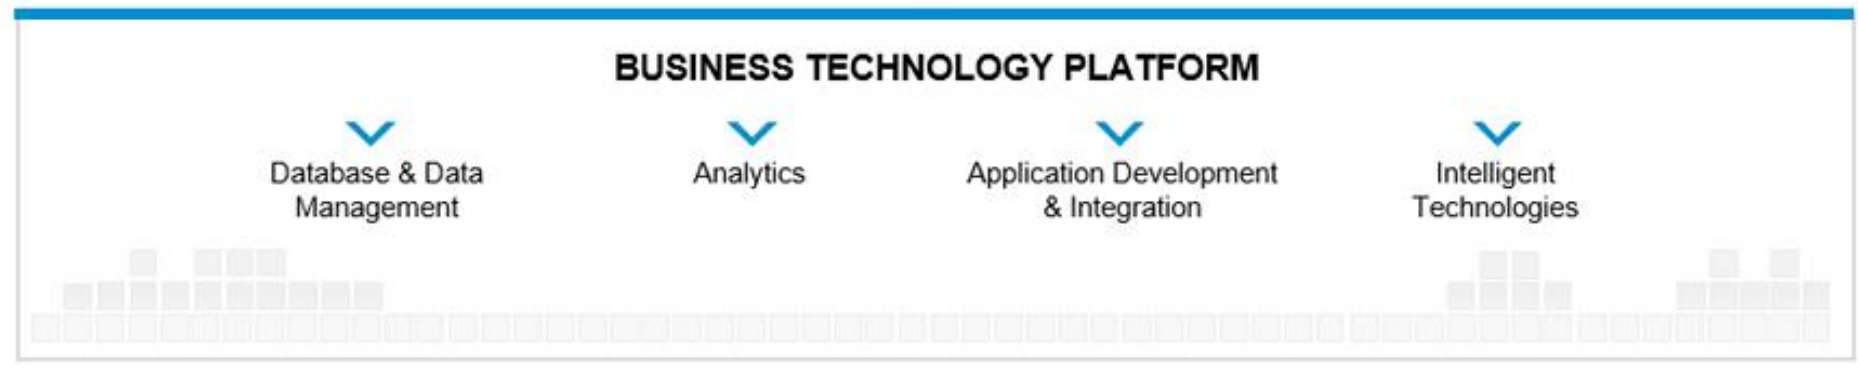 BUSINESS TECHNOLOGY PLATFORM
Database & Data
Management
Analytics
Application Development
& Integration
Intelligent
Technologies